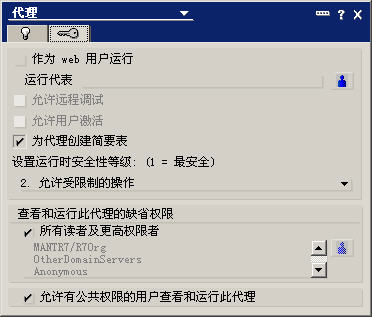 代理
作为 web 用户运行
运行代表
允许远程调试
允许用户激活
为代理创建简要表
设置运行时安全性等级: (1 = 最安全)
2. 允许受限制的操作
查看和运行此代理的缺省权限
所有读者及更高权限者
MANTR7/R7Org
OtherDomainServers
Anonymous
允许有公共权限的用户查看和运行此代理